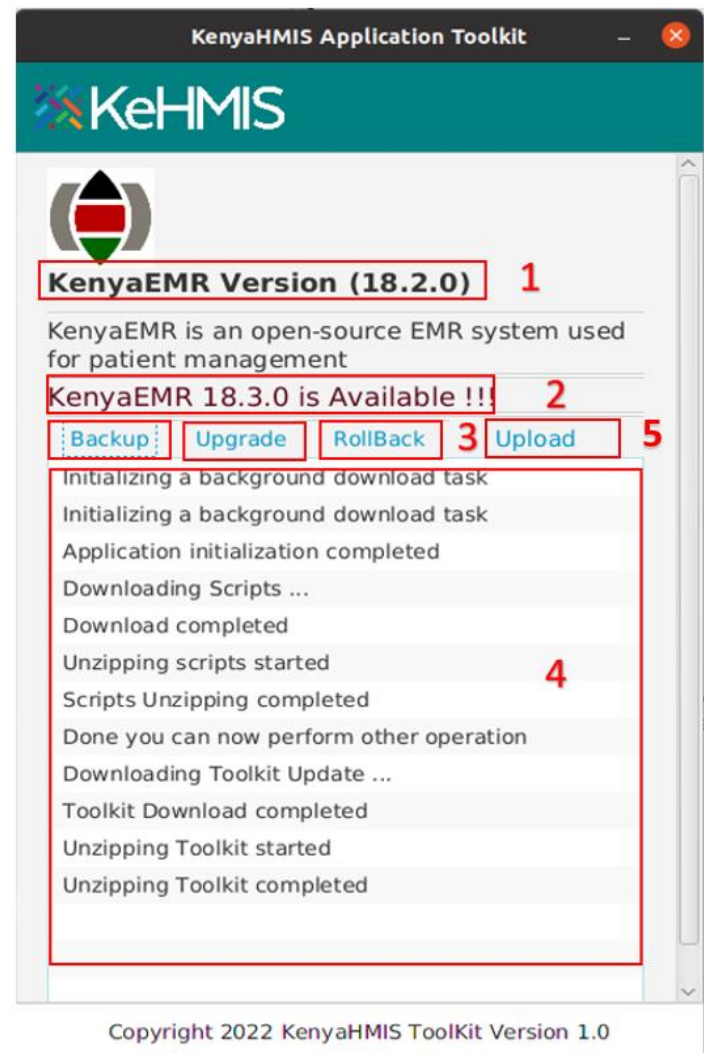 KenyaHMIS Application Toolkit
KeHMIS
KenyaEMR Version (18.2.0) 1
KenyaEMR is an open-source EMR system used
for patient management
KenyaEMR 18.3.0 is Available !!! 2
Backup Upgrade RollBack 3 Upload 5
Initializing a background download task
Initializing a background download task
Application initialization completed
Downloading Scripts ...
Download completed
Unzipping scripts started
4
Scripts Unzipping completed
Done you can now perform other operation
Downloading Toolkit Update ...
Toolkit Download completed
Unzipping Toolkit started
Unzipping Toolkit completed
Copyright 2022 KenyaHMIS ToolKit Version 1.0